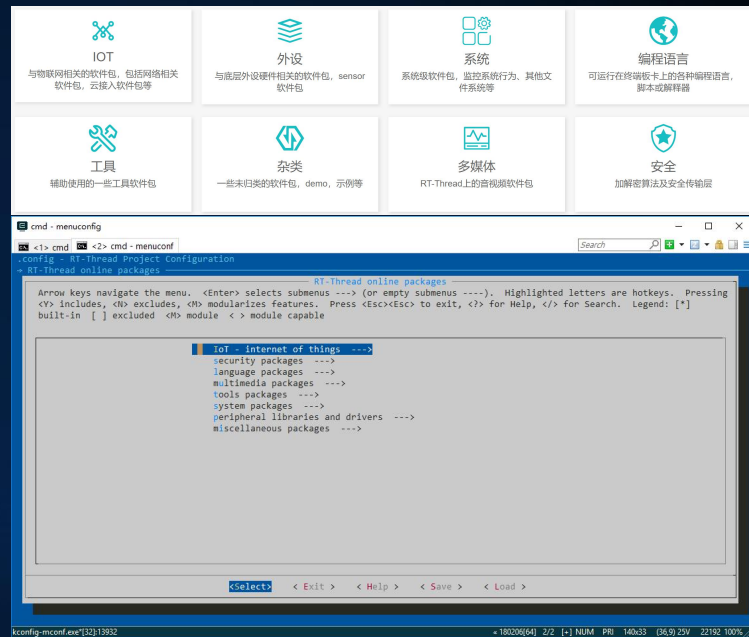 IOT
与物联网相关的软件包，包括网络相关
软件包，云接入软件包等
外设
与底层外设硬件相关的软件包，sensor
软件包
系统
系统级软件包，监控系统行为、其他文
件系统等
编程语言
可运行在终端板卡上的各种编程语言，
脚本或解释器
工具
辅助使用的一些工具软件包
杂类
一些未归类的软件包，demo，示例等
多媒体
RT-Thread上的音视频软件包
安全
加解密算法及安全传输层
cmd - menuconfig
<1> cmd <2> cmd - menuconf
Search
.config - RT-Thread Project Configuration
→ RT-Thread online packages
RT-Thread online packages
Arrow keys navigate the menu. <Enter> selects submenus ---> (or empty submenus ----). Highlighted letters are hotkeys. Pressing
<Y> includes, <N> excludes, <M> modularizes features. Press <Esc><Esc> to exit, <?> for Help, </> for Search. Legend: [*]
built-in [ ] excluded <M> module < > module capable
IoT - internet of things --->
security packages --->
language packages --->
multimedia packages --->
tools packages --->
system packages --->
peripheral libraries and drivers --->
miscellaneous packages --->
<Select> < Exit > < Help > < Save > < Load >
kconfig-mconf.exe*[32]:13932 « 180206[64] 2/2 [+] NUM PRI 140x33 (36,9) 25V 22192 100%